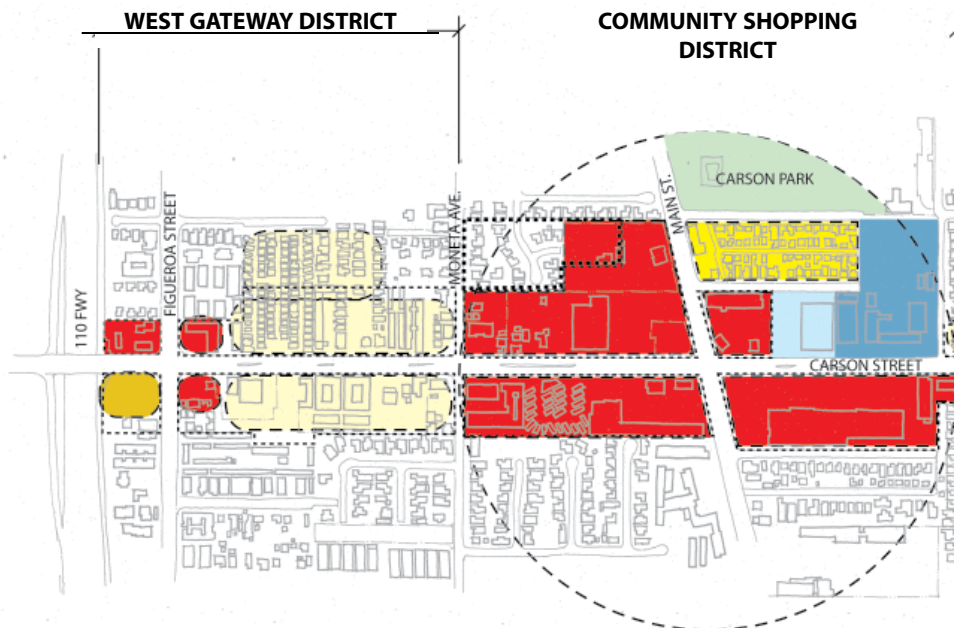 WEST GATEWAY DISTRICT
COMMUNITY SHOPPING
DISTRICT
CARSON PARK
MAIN ST.
MONETA AVE.
FIGUEROA STREET
110 FWY
CARSON STREET